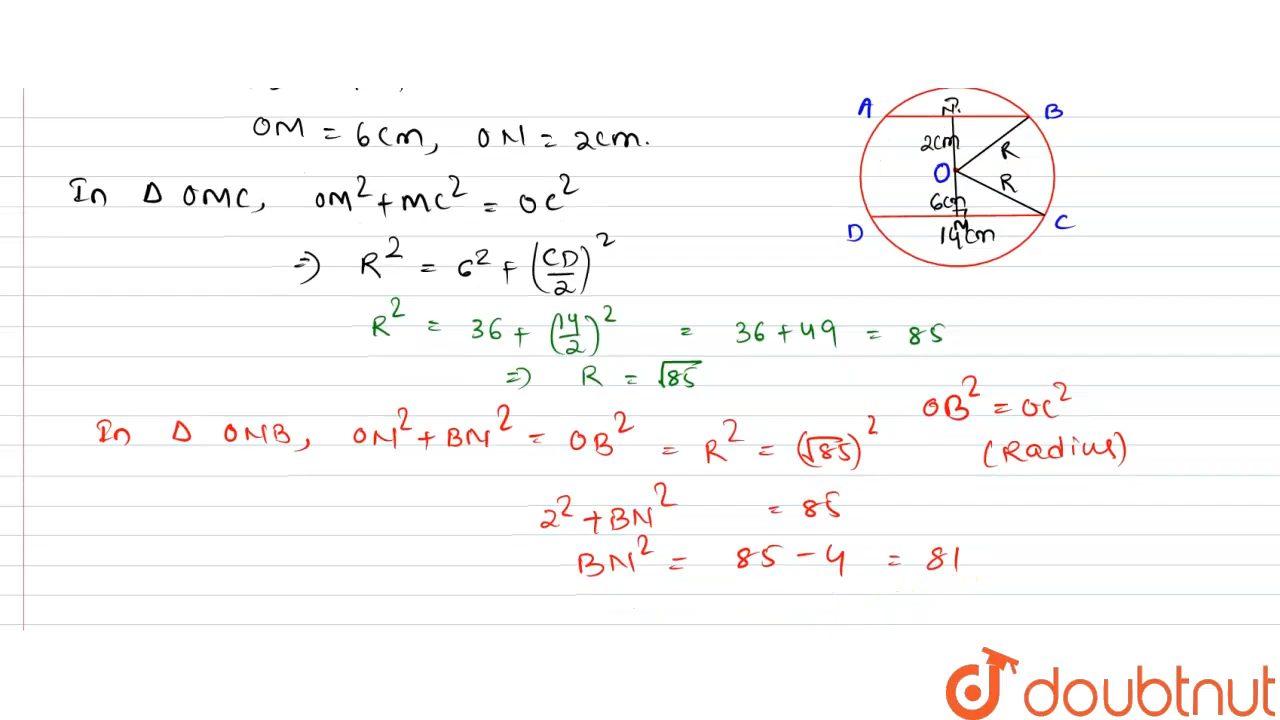 OM = 6cm, ON = 2cm.
In Δ OMC, OM² + MC² = OC²
⇒ R² = 6² + (CD/2)²
R² = 36 + (14/2)² = 36 + 49 = 85
⇒ R = √85
In Δ ONB, ON² + BN² = OB² = R² = (√85)²
OB² = OC²
(Radius)
2² + BN² = 85
BN² = 85 - 4 = 81
A N B
2cm R
O
R
6cm
D M C
14cm
doubtnut